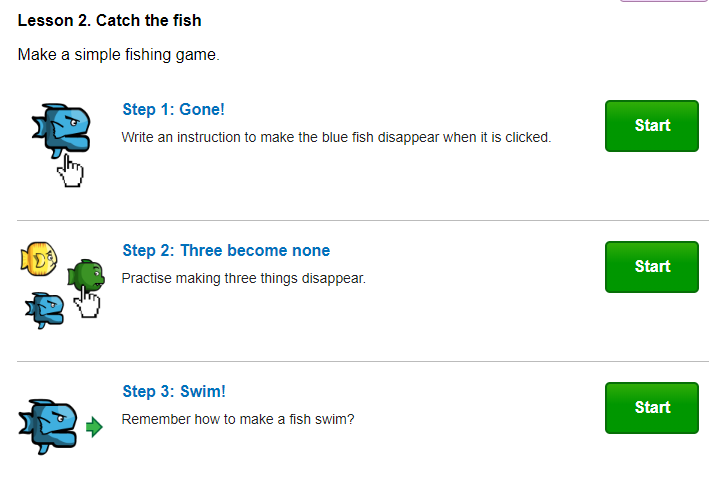 Lesson 2. Catch the fish
Make a simple fishing game.
Step 1: Gone!
Write an instruction to make the blue fish disappear when it is clicked.
Start
Step 2: Three become none
Practise making three things disappear.
Start
Step 3: Swim!
Remember how to make a fish swim?
Start